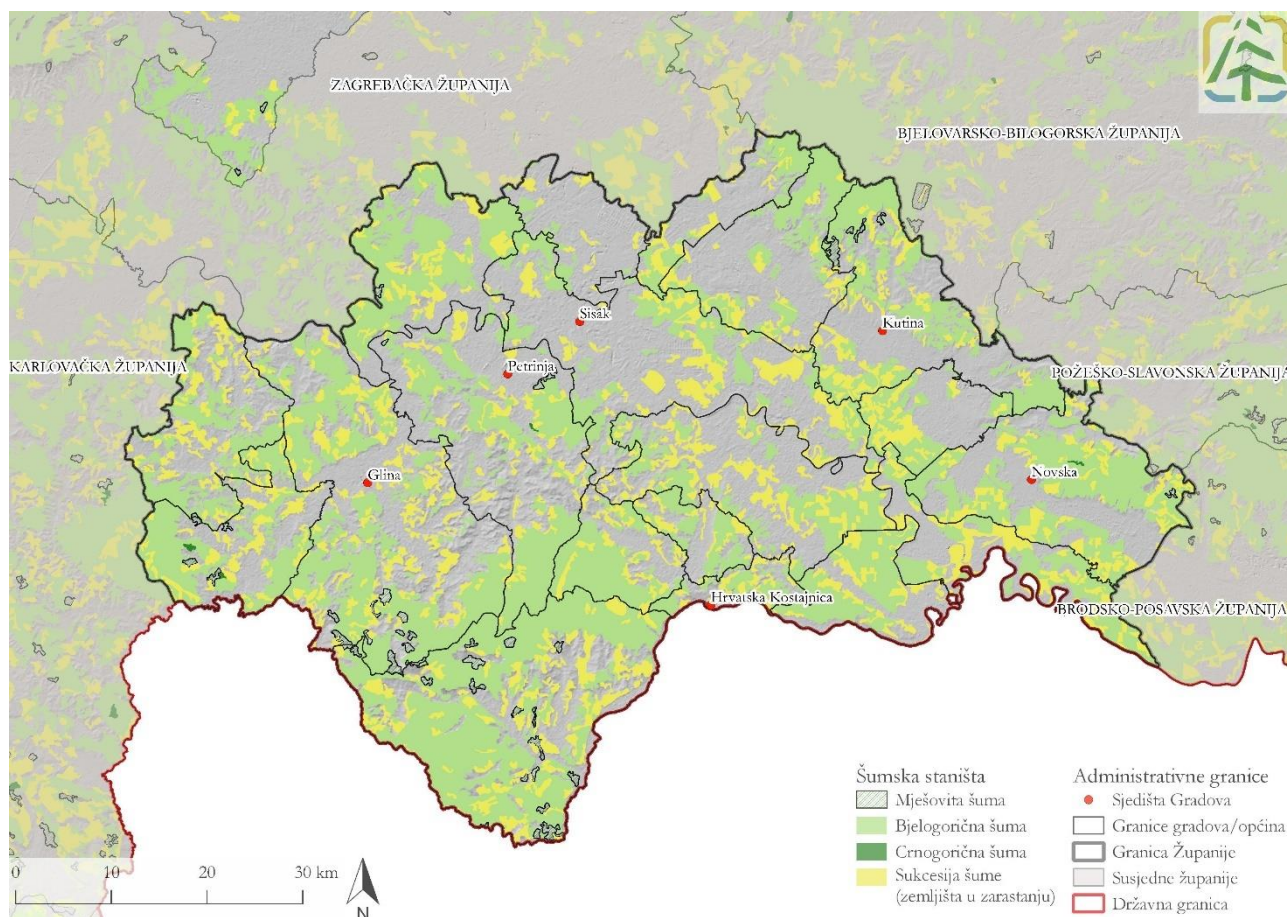 ZAGREBAČKA ŽUPANIJA
BJELOVARSKO-BILOGORSKA ŽUPANIJA
Sisak
Kutina
KARLOVAČKA ŽUPANIJA
Petrinja
POŽEŠKO-SLAVONSKA ŽUPANIJA
Glina
Novska
Hrvatska Kostajnica
BRODSKO-POSAVSKA ŽUPANIJA
Šumska staništa
Mješovita šuma
Bjelogorična šuma
Crnogorična šuma
Sukcesija šume
(zemljišta u zarastanju)
Administrativne granice
Sjedišta Gradova
Granice gradova/općina
Granica Županije
Susjedne županije
Državna granica
0 10 20 30 km
N